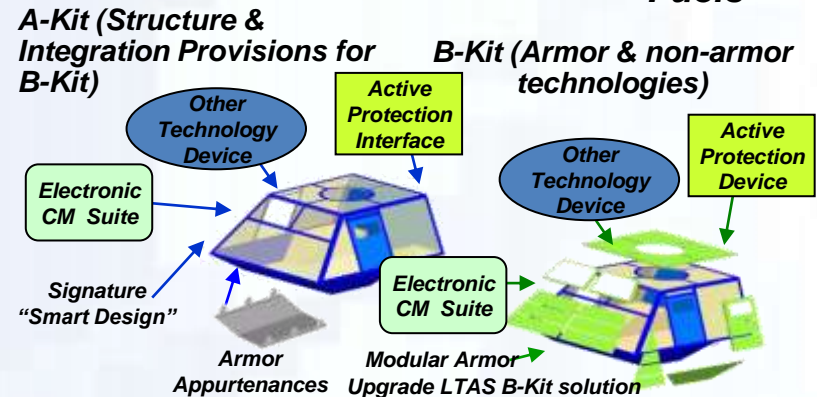 A-Kit (Structure &
Integration Provisions for
B-Kit)
Other
Technology
Device
Active
Protection
Interface
Electronic
CM Suite
Signature
“Smart Design”
Armor
Appurtenances
B-Kit (Armor & non-armor
technologies)
Other
Technology
Device
Active
Protection
Device
Electronic
CM Suite
Modular Armor
Upgrade LTAS B-Kit solution